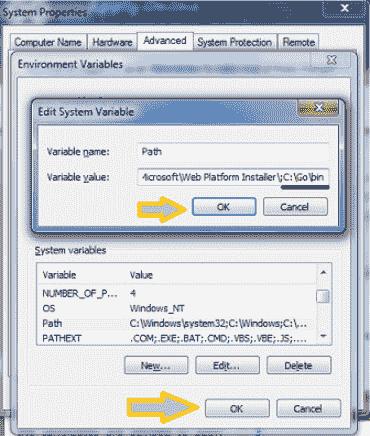 System Properties
Computer Name Hardware Advanced System Protection Remote
Environment Variables
Edit System Variable
Variable name: Path
Variable value: 4icrosoft\Web Platform Installer\;C:\Go\bin
OK Cancel
System variables
Variable Value
NUMBER_OF_P... 4
OS Windows_NT
Path C:\Windows\system32;C:\Windows;C:\...
PATHEXT .COM;.EXE;.BAT;.CMD;.VBS;.VBE;.JS;....
New... Edit... Delete
OK Cancel